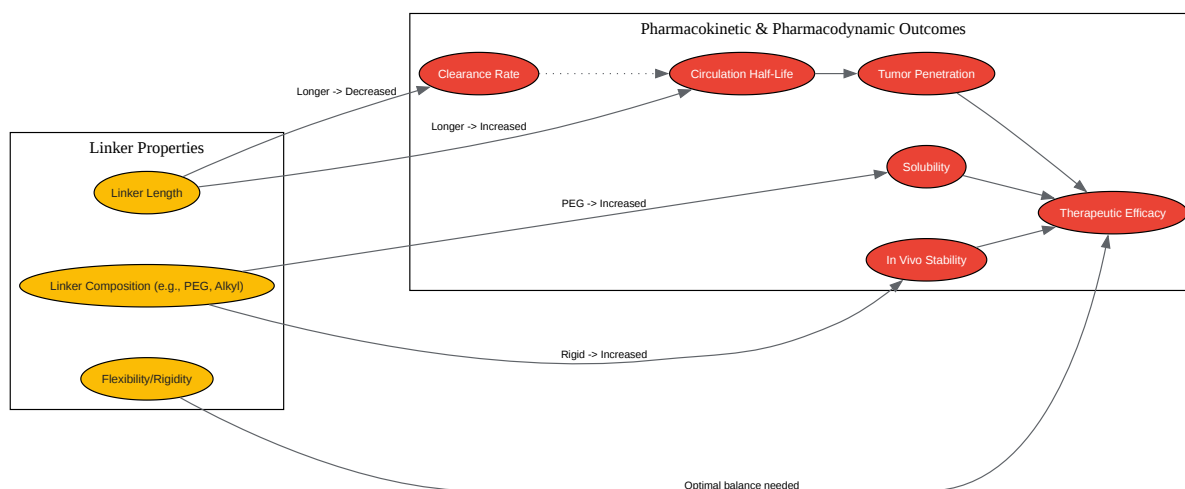 Pharmacokinetic & Pharmacodynamic Outcomes
Clearance Rate
Circulation Half-Life
Tumor Penetration
Longer -> Decreased
Longer -> Increased
Linker Properties
Linker Length
Solubility
PEG -> Increased
Therapeutic Efficacy
In Vivo Stability
Linker Composition (e.g., PEG, Alkyl)
Rigid -> Increased
Flexibility/Rigidity
Optimal balance needed